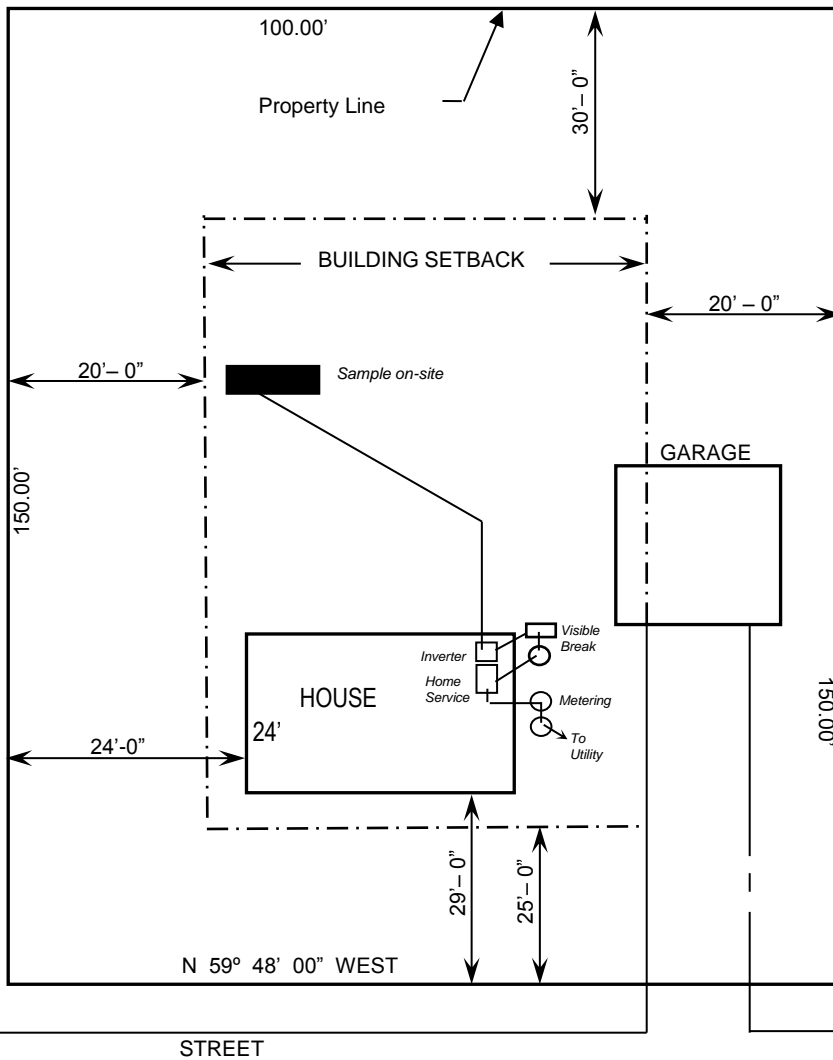 100.00’
Property Line
30’– 0”
BUILDING SETBACK
20’ – 0”
20’– 0”
Sample on-site
GARAGE
150.00’
Visible
Break
Inverter
Home
Service
HOUSE
24’
Metering
To
Utility
150.00’
24’-0”
29’– 0”
25’– 0”
N 59º 48’ 00” WEST
STREET